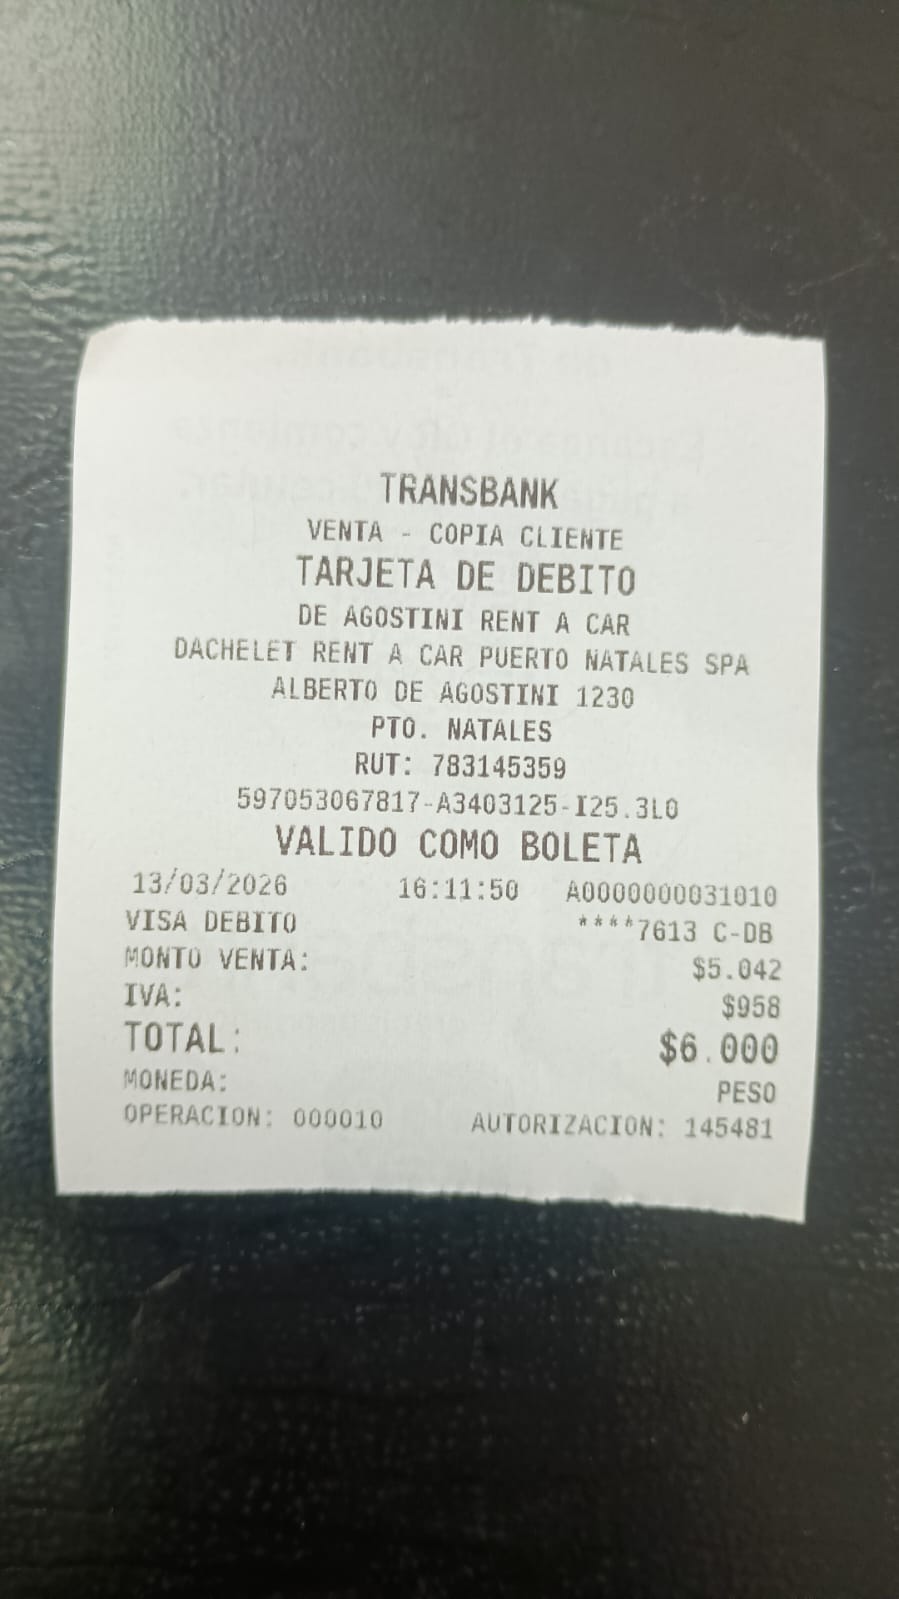 TRANSBANK
VENTA - COPIA CLIENTE
TARJETA DE DEBITO
DE AGOSTINI RENT A CAR
DACHELET RENT A CAR PUERTO NATALES SPA
ALBERTO DE AGOSTINI 1230
PTO. NATALES
RUT: 783145359
597053067817-A3403125-I25.3L0
VALIDO COMO BOLETA
13/03/2026 16:11:50 A0000000031010
VISA DEBITO ****7613 C-DB
MONTO VENTA: $5.042
IVA: $958
TOTAL: $6.000
MONEDA: PESO
OPERACION: 000010 AUTORIZACION: 145481